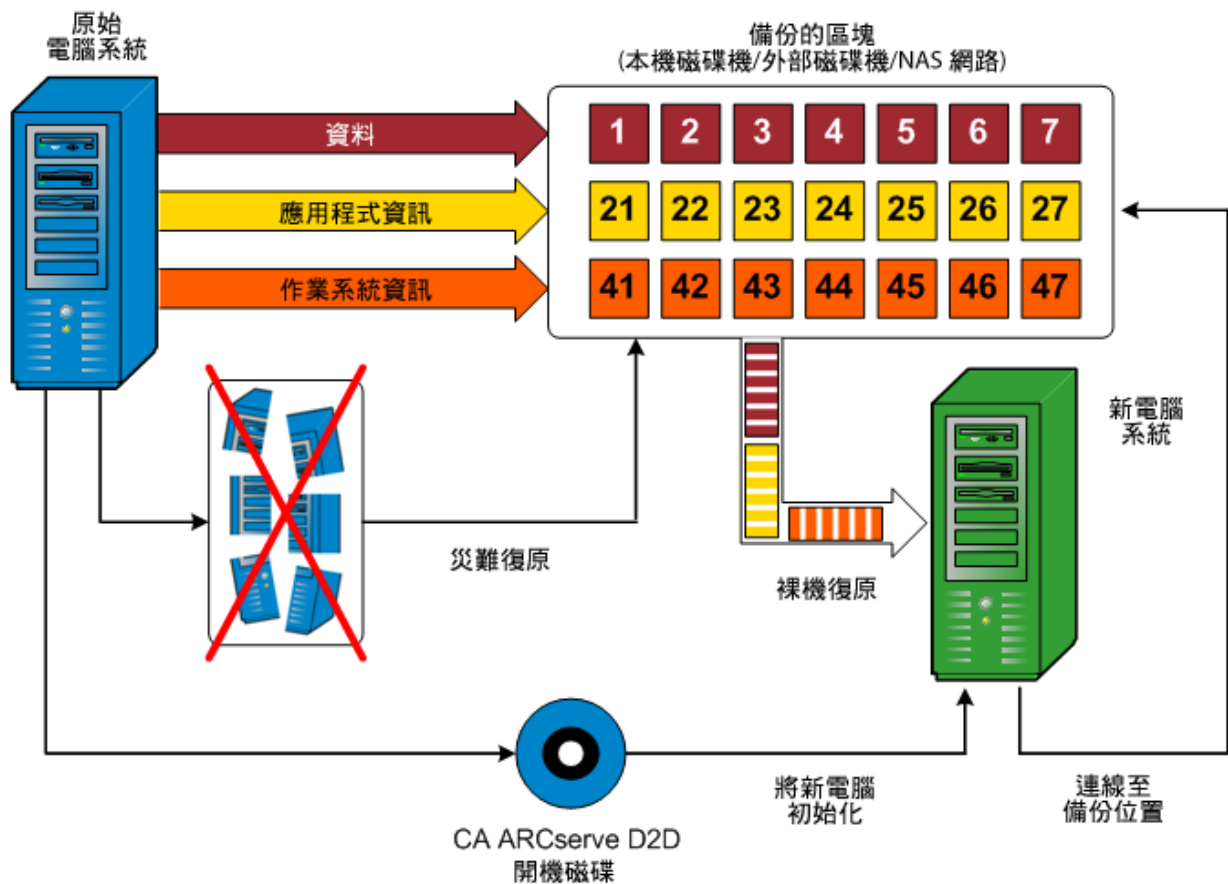 原始
電腦系統
備份的區塊
(本機磁碟機/外部磁碟機/NAS 網路)
資料
1 2 3 4 5 6 7
應用程式資訊
21 22 23 24 25 26 27
作業系統資訊
41 42 43 44 45 46 47
新電腦
系統
災難復原
裸機復原
將新電腦
初始化
連線至
備份位置
CA ARCserve D2D
開機磁碟